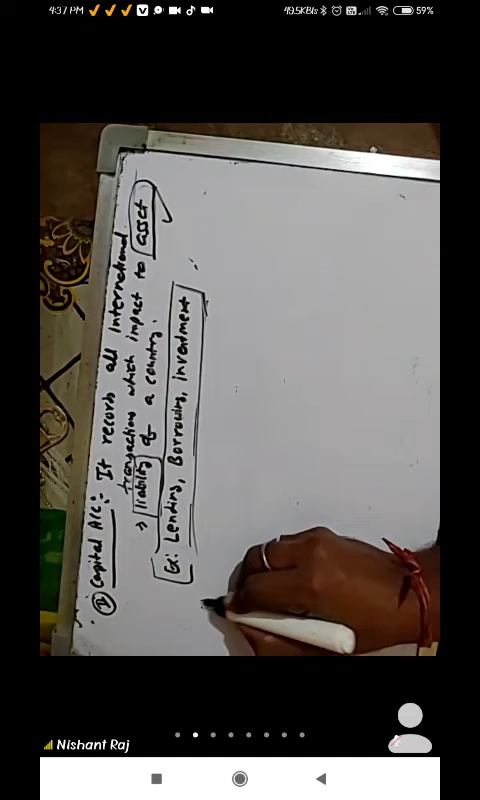 4:37 PM
49.5KB/s
59%
② Capital A/c: It records all International
transactions which impact to asset
→ liability of a country.
Ex: Lending, Borrowing, investment
Nishant Raj